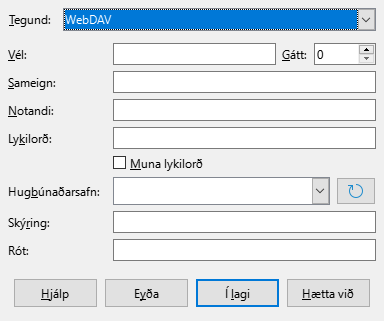 Tegund: WebDAV
Vél: Gátt: 0
Sameign:
Notandi:
Lykilorð:
Muna lykilorð
Hugbúnaðarsafn:
Skýring:
Rót:
Hjálp Eyða Í lagi Hætta við